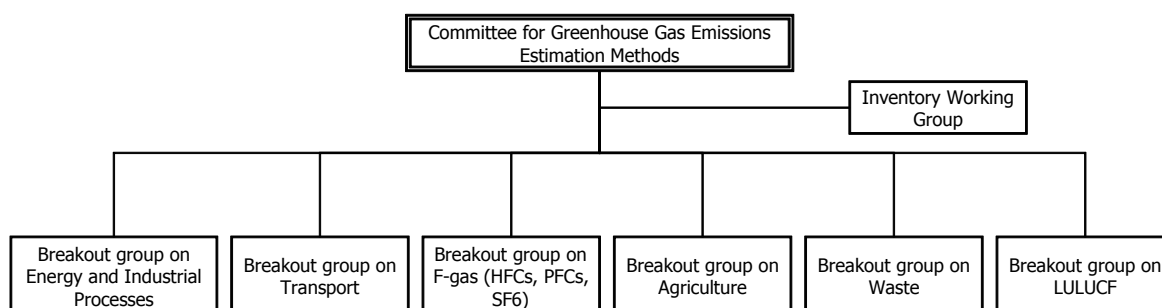 Committee for Greenhouse Gas Emissions
Estimation Methods
Inventory Working
Group
Breakout group on
Energy and Industrial
Processes
Breakout group on
Transport
Breakout group on
F-gas (HFCs, PFCs,
SF6)
Breakout group on
Agriculture
Breakout group on
Waste
Breakout group on
LULUCF